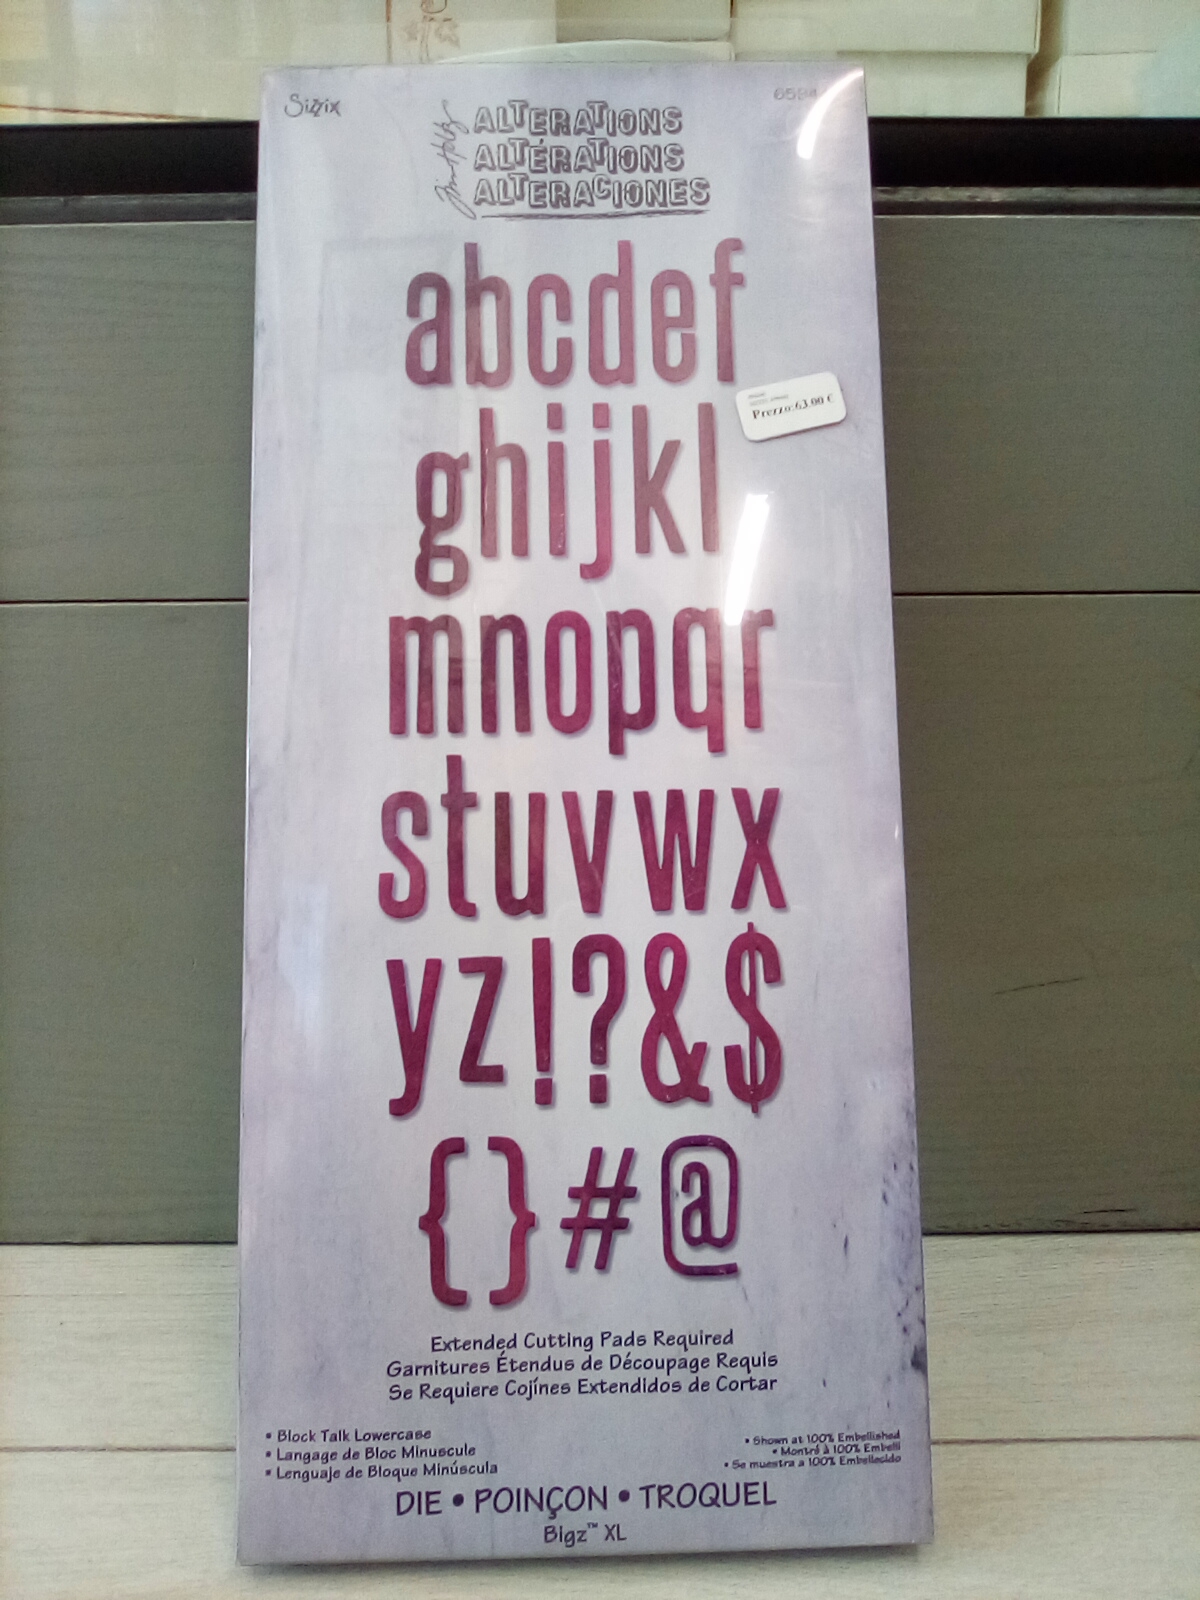 Sizzix
Tim Holtz
ALTERATIONS
ALTÉRATIONS
ALTERACIONES
abcdef
Prezzo: 63.00 €
ghijkl
mnopqr
stuvwx
yz!?&$
{}#@
Extended Cutting Pads Required
Garnitures Étendus de Découpage Requis
Se Requiere Cojínes Extendidos de Cortar
• Block Talk Lowercase
• Langage de Bloc Minuscule
• Lenguaje de Bloque Minúscula
• Shown at 100% Embellished
• Montré à 100% Embelli
• Se muestra a 100% Embellecido
DIE • POINÇON • TROQUEL
Bigz™ XL